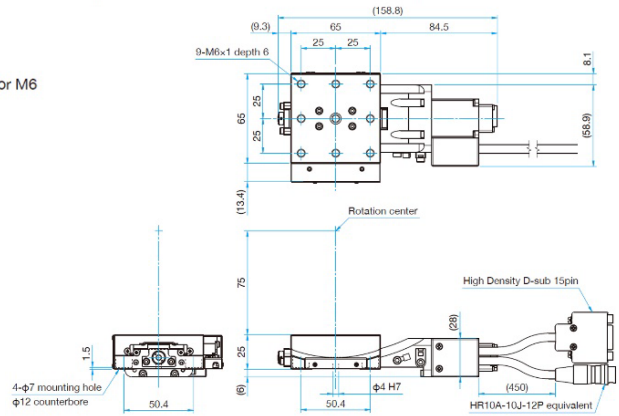 (158.8)
(9.3)
65
84.5
9-M6×1 depth 6
25
25
8.1
or M6
65
25
25
(58.9)
(13.4)
Rotation center
75
High Density D-sub 15pin
(28)
1.5
25
(6)
4-φ7 mounting hole
φ12 counterbore
50.4
φ4 H7
50.4
(450)
HR10A-10J-12P equivalent